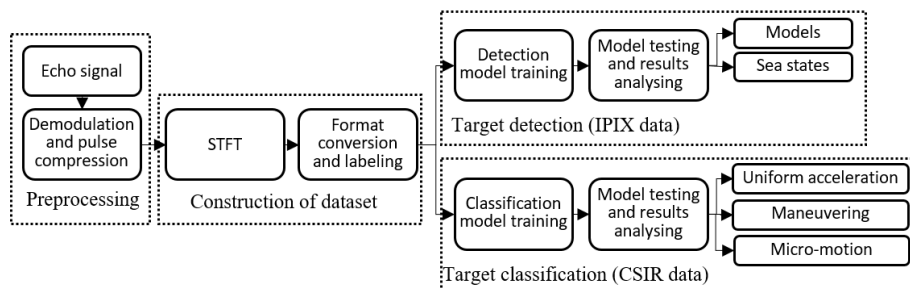 Echo signal
Demodulation
and pulse
compression
Preprocessing
STFT
Format
conversion
and labeling
Construction of dataset
Detection
model training
Model testing
and results
analysing
Models
Sea states
Target detection (IPIX data)
Classification
model training
Model testing
and results
analysing
Uniform acceleration
Maneuvering
Micro-motion
Target classification (CSIR data)